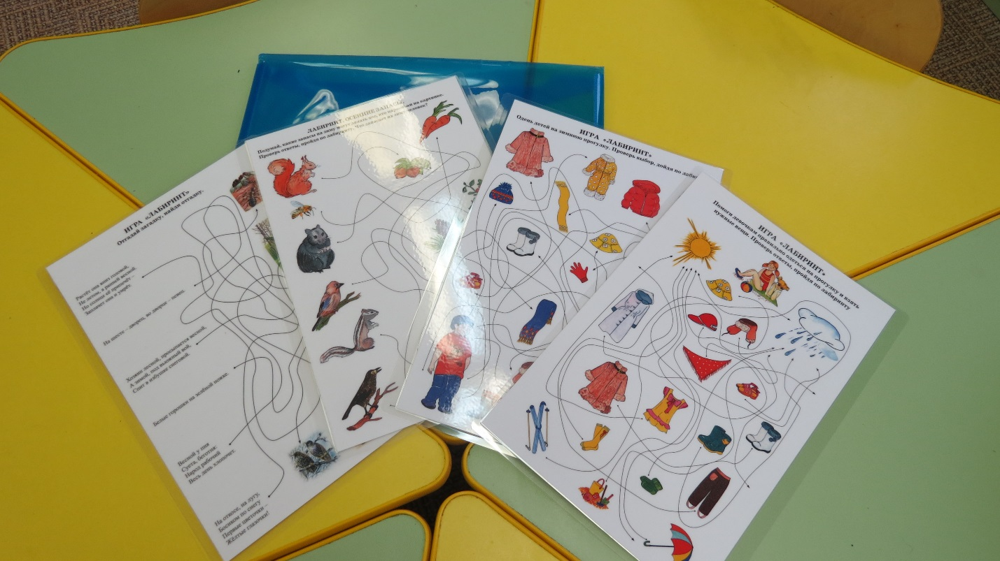 ИГРА «ЛАБИРИНТ»
Отгадай загадку, найдя отгадку.
Растёт она вниз головой,
Не летом, а ранней весной.
Но солнце её припечёт –
Заплачет она и умрёт.
На шесте – дворец, во дворце – певец.
Хозяин лесной, просыпается весной,
А зимой, под вьюжный вой,
Спит в избушке снеговой.
Белые горошки на зелёной ножке.
Весной у пня
Суета, беготня:
Народ рабочий
Весь день хлопочет.
На откосе, на лугу,
Босиком по снегу
Первые цветочки –
Жёлтые глазочки!
ЛАБИРИНТ. ОСЕННИЕ ЗАПАСЫ.
Подумай, какие запасы на зиму могут сделать все, кто нарисован на картинке.
Проверь ответы, пройдя по лабиринту. Что запасает на зиму человек?
ИГРА «ЛАБИРИНТ»
Одень детей на зимнюю прогулку. Проверь выбор, дойдя по
ИГРА «ЛАБИРИНТ»
Помоги девочкам правильно одеться на прогулку и взять
нужные вещи. Проверь ответы, пройдя по лабиринту